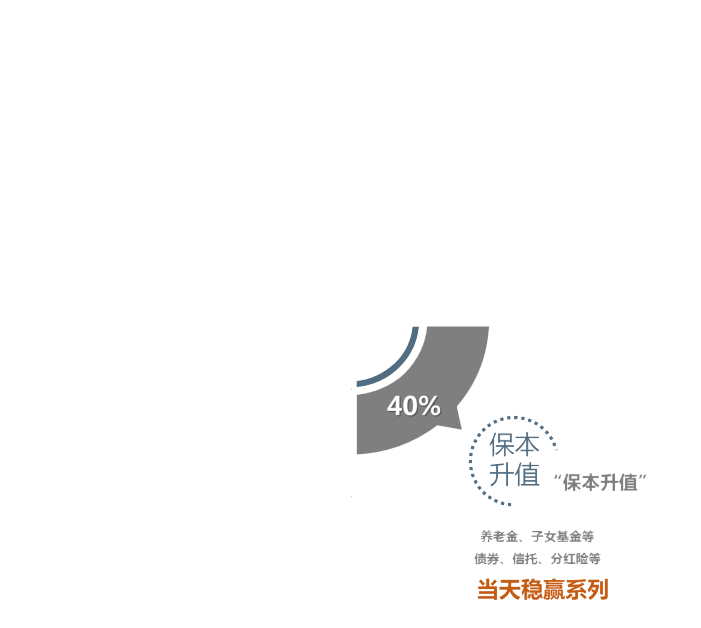 40%
保本
升值
“保本升值”
养老金、子女基金等
债券、信托、分红险等
当天稳赢系列